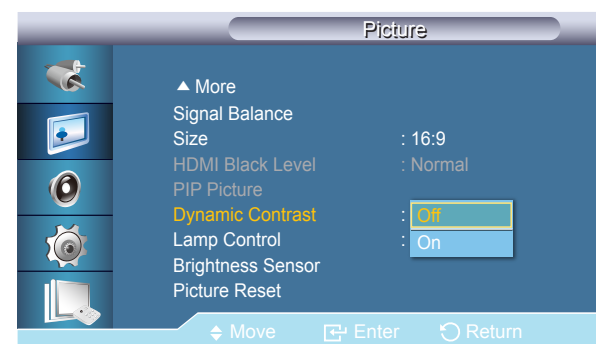 Picture
▲ More
Signal Balance
Size : 16:9
HDMI Black Level : Normal
PIP Picture
Dynamic Contrast : Off
Lamp Control : On
Brightness Sensor
Picture Reset
Move Enter Return